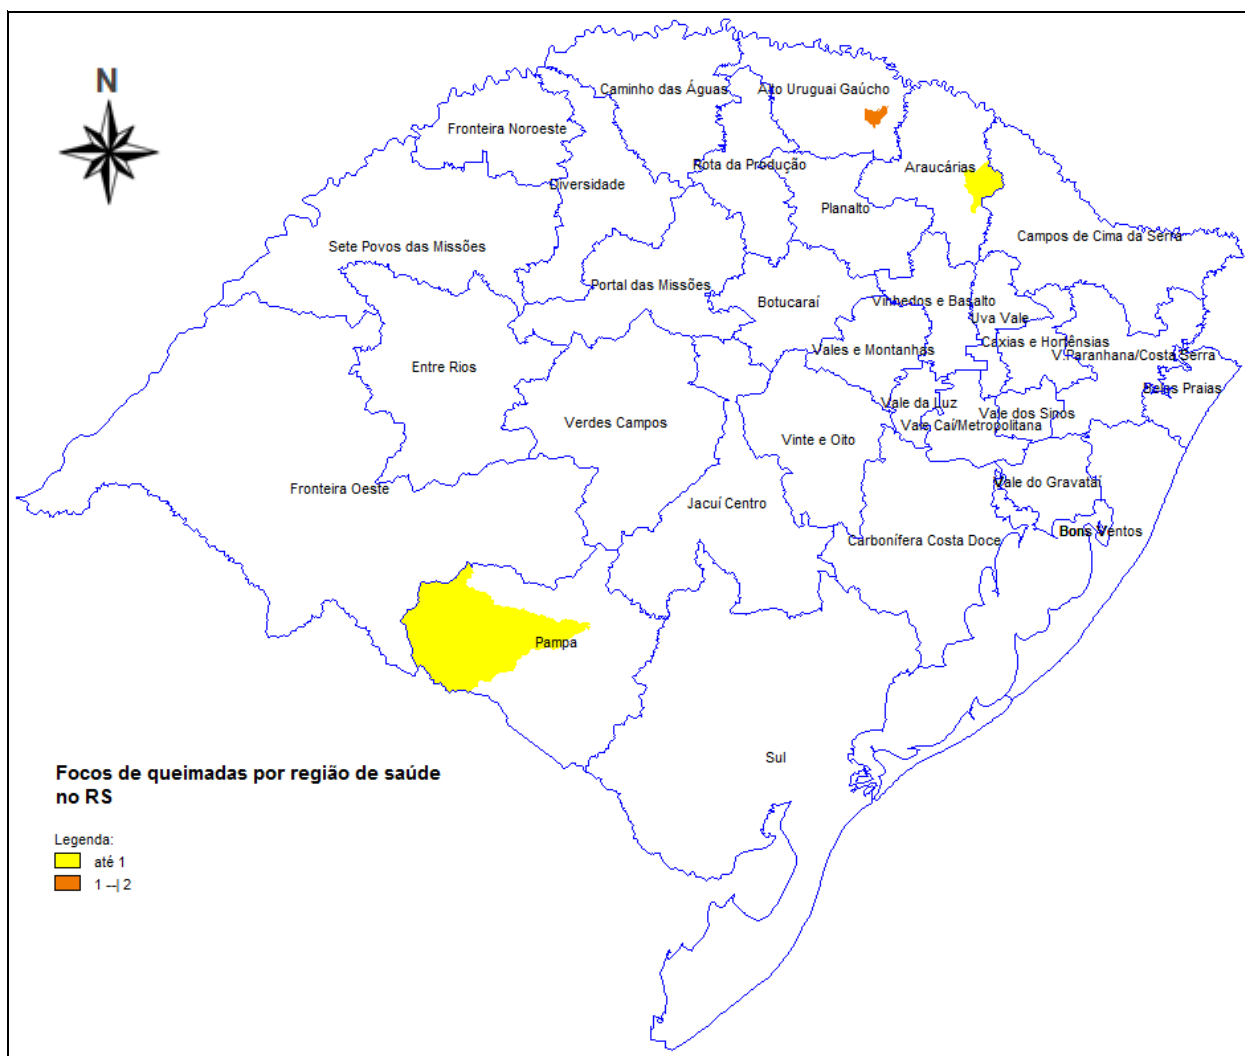 N
Caminho das Águas
Alto Uruguai Gaúcho
Fronteira Noroeste
Rota da Produção
Araucárias
Diversidade
Planalto
Campos de Cima da Serra
Sete Povos das Missões
Portal das Missões
Botucaraí
Vinhedos e Basalto
Uva Vale
Caxias e Hortênsias
Vales e Montanhas
V.Paranhana/Costa Serra
Entre Rios
Belas Praias
Vale da Luz
Vale dos Sinos
Verdes Campos
Vale Caí/Metropolitana
Vinte e Oito
Fronteira Oeste
Vale do Gravataí
Jacuí Centro
Carbonífera Costa Doce
Bons Ventos
Pampa
Sul
Focos de queimadas por região de saúde
no RS
Legenda:
até 1
1 --| 2